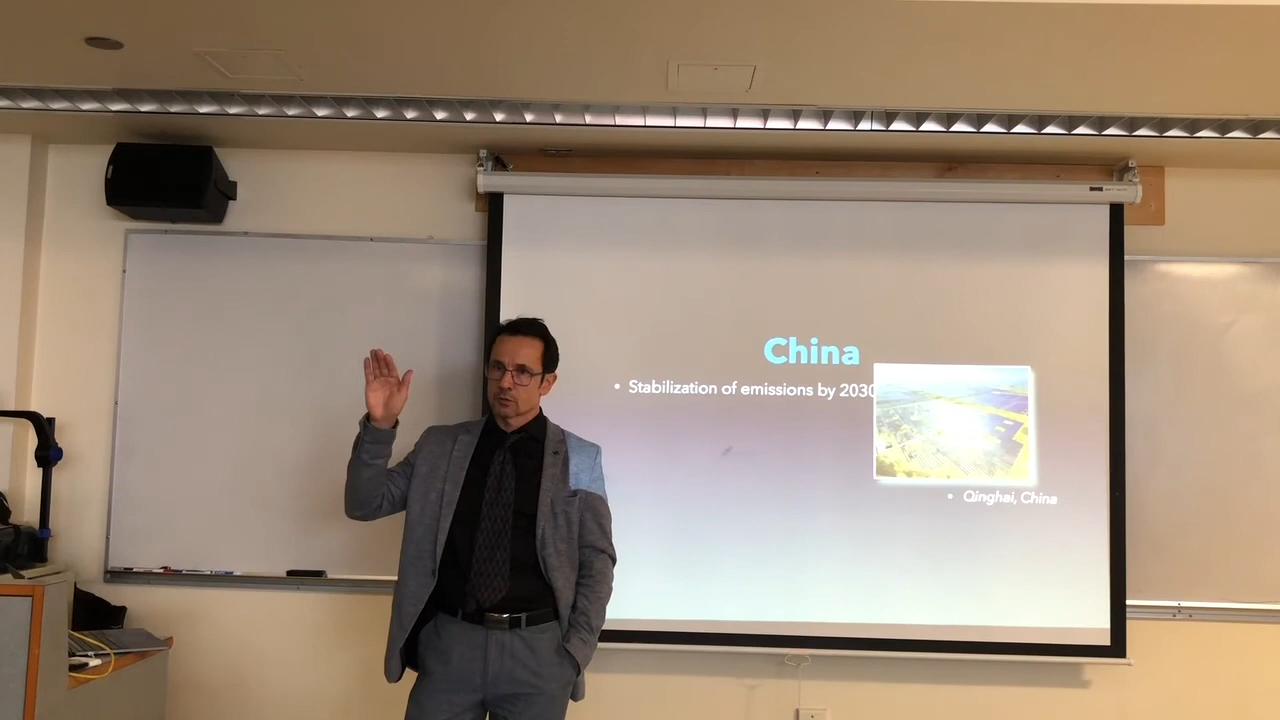 China
• Stabilization of emissions by 2030
• Qinghai, China